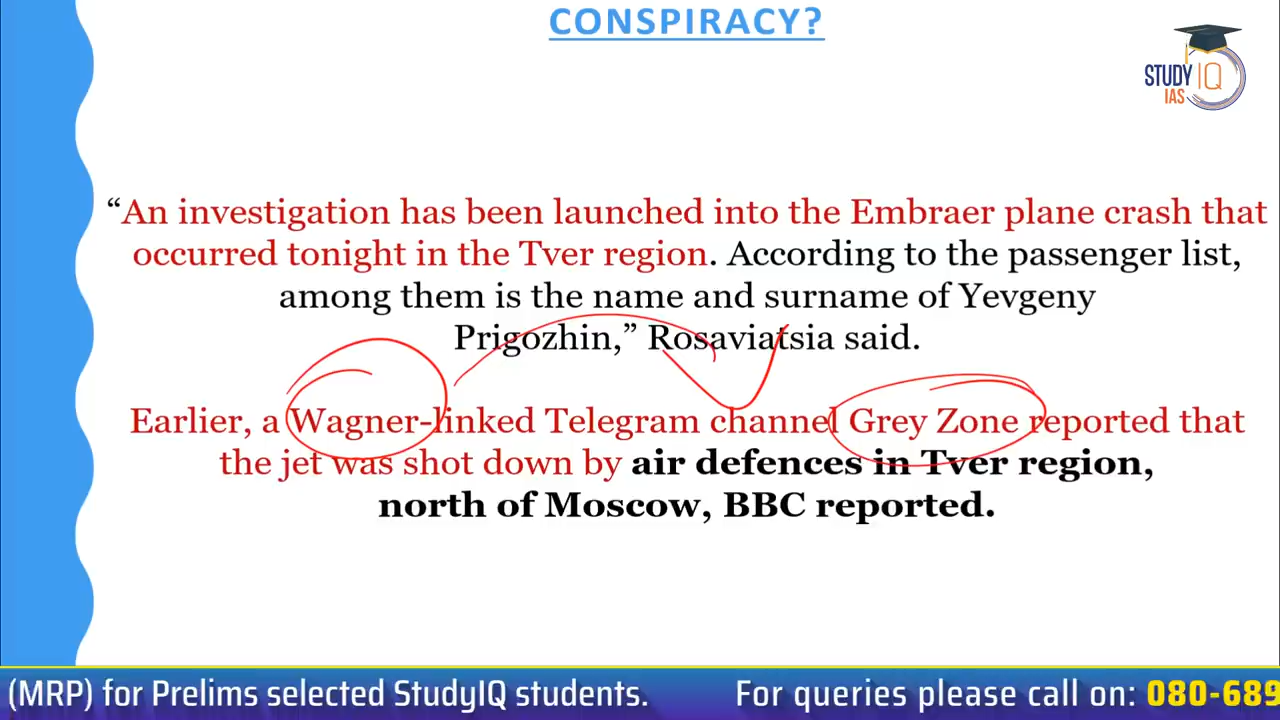 CONSPIRACY?
STUDY IQ
IAS
“An investigation has been launched into the Embraer plane crash that
occurred tonight in the Tver region. According to the passenger list,
among them is the name and surname of Yevgeny
Prigozhin,” Rosaviatsia said.
Earlier, a Wagner-linked Telegram channel Grey Zone reported that
the jet was shot down by air defences in Tver region,
north of Moscow, BBC reported.
(MRP) for Prelims selected StudyIQ students. For queries please call on: 080-689